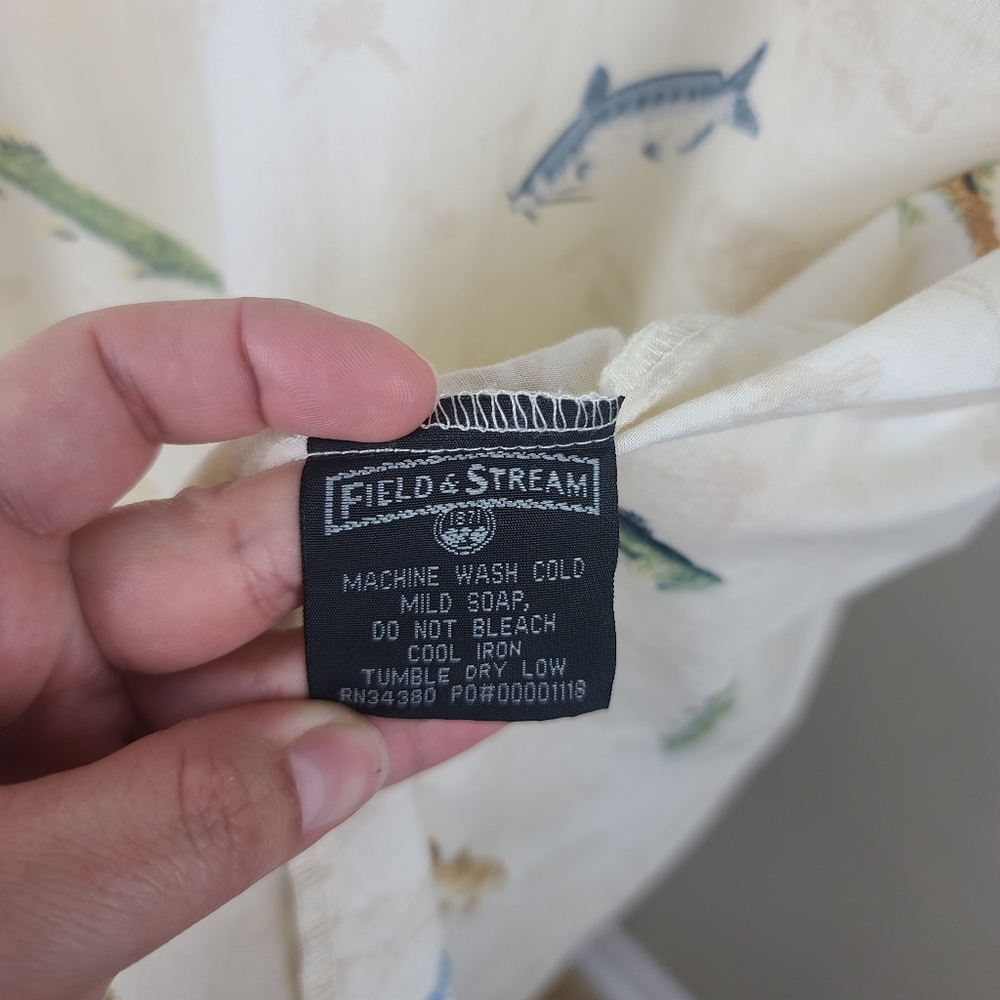 FIELD & STREAM
1871
MACHINE WASH COLD
MILD SOAP,
DO NOT BLEACH
COOL IRON
TUMBLE DRY LOW
RN34380 PO#00001118